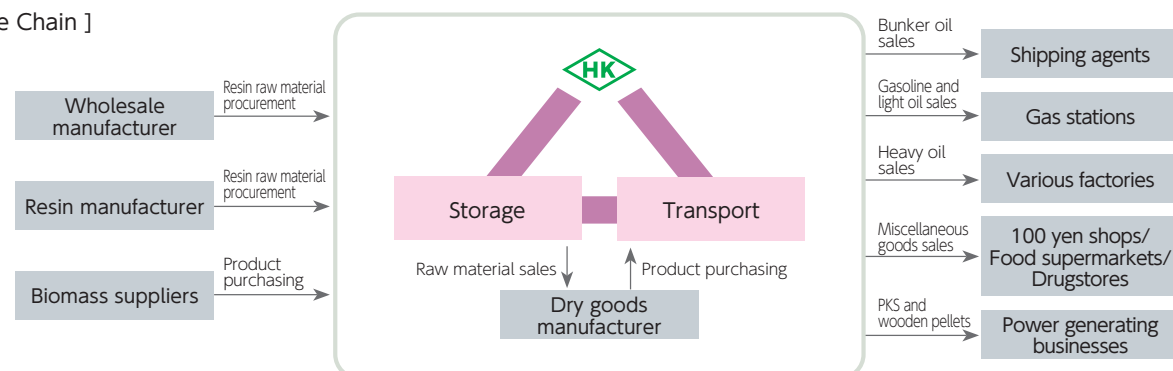 e Chain ]
Wholesale
manufacturer
Resin raw material
procurement
Resin manufacturer
Resin raw material
procurement
Biomass suppliers
Product
purchasing
HK
Storage
Transport
Raw material sales
Product purchasing
Dry goods
manufacturer
Bunker oil
sales
Shipping agents
Gasoline and
light oil sales
Gas stations
Heavy oil
sales
Various factories
Miscellaneous
goods sales
100 yen shops/
Food supermarkets/
Drugstores
PKS and
wooden pellets
Power generating
businesses